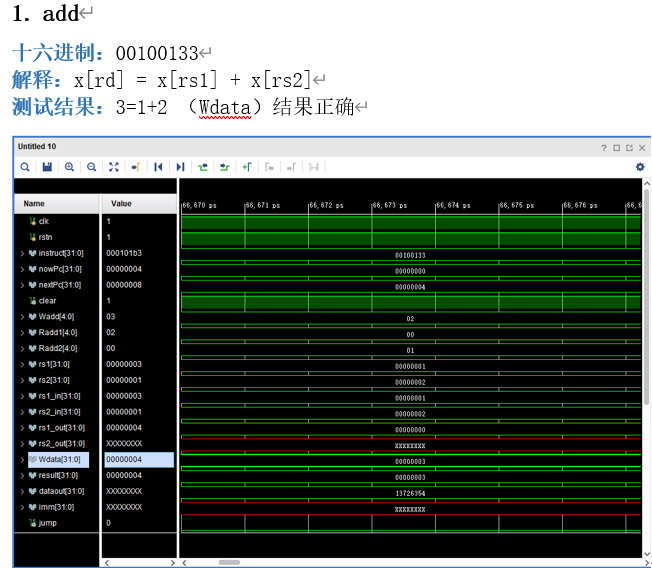 1. add↵
十六进制：00100133↵
解释：x[rd] = x[rs1] + x[rs2]↵
测试结果：3=1+2 （Wdata）结果正确↵
Untitled 10
Name Value 66,670 ps 66,671 ps 66,672 ps 66,673 ps 66,674 ps 66,675 ps 66,676 ps 66,6
clk 1
rstn 1
instruct[31:0] 000101b3 00100133
nowPc[31:0] 00000004 00000000
nextPc[31:0] 00000008 00000004
clear 1
Wadd[4:0] 03 02
Radd1[4:0] 02 00
Radd2[4:0] 00 01
rs1[31:0] 00000003 00000001
rs2[31:0] 00000001 00000002
rs1_in[31:0] 00000003 00000001
rs2_in[31:0] 00000001 00000002
rs1_out[31:0] 00000004 00000000
rs2_out[31:0] XXXXXXXX XXXXXXXX
Wdata[31:0] 00000004 00000003
result[31:0] 00000004 00000003
dataout[31:0] XXXXXXXX 13726354
imm[31:0] XXXXXXXX XXXXXXXX
jump 0